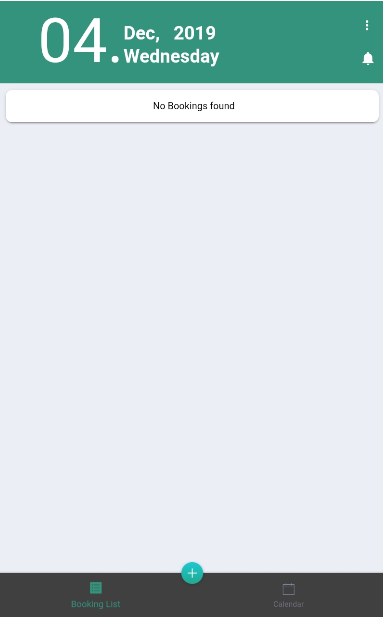 04.
Dec, 2019
Wednesday
No Bookings found
Booking List
Calendar